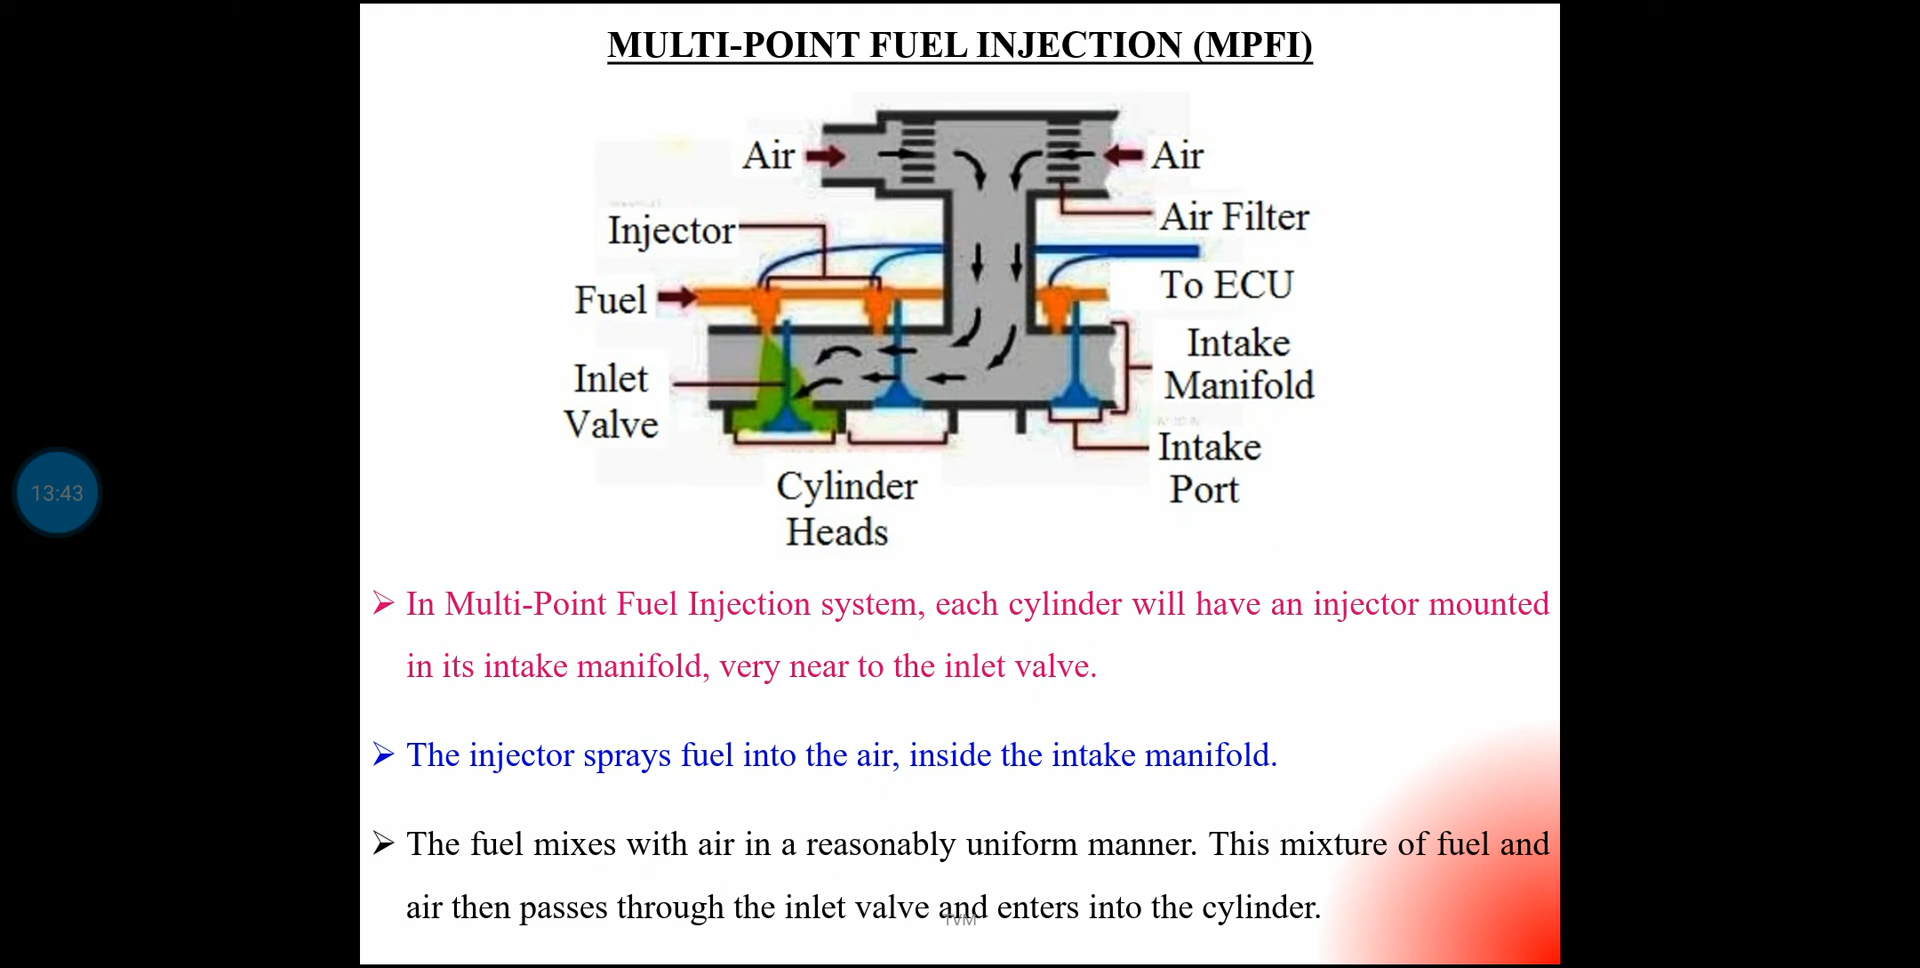 MULTI-POINT FUEL INJECTION (MPFI)
Air
Air
Injector
Air Filter
Fuel
To ECU
Intake
Manifold
Inlet
Valve
Intake
Port
Cylinder
Heads
13:43
➢ In Multi-Point Fuel Injection system, each cylinder will have an injector mounted
in its intake manifold, very near to the inlet valve.
➢ The injector sprays fuel into the air, inside the intake manifold.
➢ The fuel mixes with air in a reasonably uniform manner. This mixture of fuel and
air then passes through the inlet valve and enters into the cylinder.
TVM